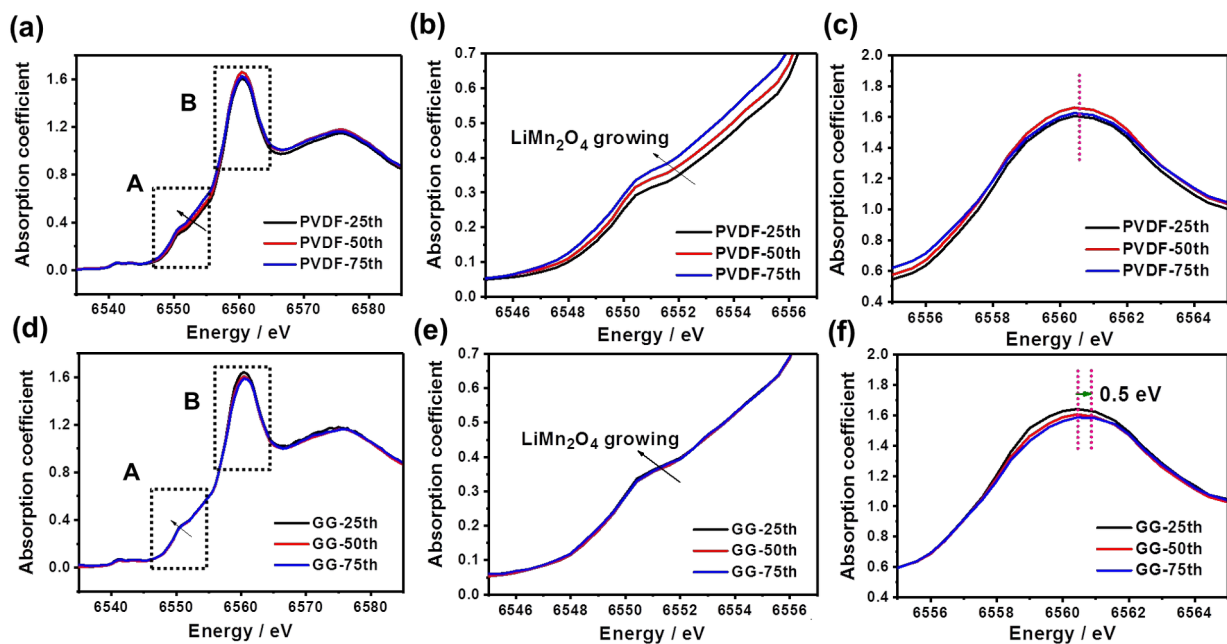 (a)
Absorption coefficient
1.6
1.2
0.8
0.4
0.0
B
A
PVDF-25th
PVDF-50th
PVDF-75th
6540 6550 6560 6570 6580
Energy / eV
(b)
Absorption coefficient
0.7
0.6
0.5
0.4
0.3
0.2
0.1
0.0
LiMn2O4 growing
PVDF-25th
PVDF-50th
PVDF-75th
6546 6548 6550 6552 6554 6556
Energy / eV
(c)
Absorption coefficient
2.0
1.8
1.6
1.4
1.2
1.0
0.8
0.6
0.4
PVDF-25th
PVDF-50th
PVDF-75th
6556 6558 6560 6562 6564
Energy / eV
(d)
Absorption coefficient
1.6
1.2
0.8
0.4
0.0
B
A
GG-25th
GG-50th
GG-75th
6540 6550 6560 6570 6580
Energy / eV
(e)
Absorption coefficient
0.7
0.6
0.5
0.4
0.3
0.2
0.1
0.0
LiMn2O4 growing
GG-25th
GG-50th
GG-75th
6546 6548 6550 6552 6554 6556
Energy / eV
(f)
Absorption coefficient
2.0
1.8
1.6
1.4
1.2
1.0
0.8
0.6
0.4
0.5 eV
GG-25th
GG-50th
GG-75th
6556 6558 6560 6562 6564
Energy / eV